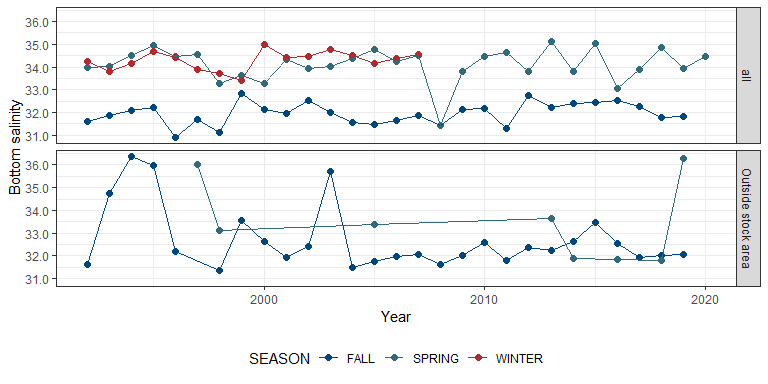 36.0
35.0
34.0
33.0
32.0
31.0
all
36.0
35.0
34.0
33.0
32.0
31.0
Outside stock area
Bottom salinity
2000 2010 2020
Year
SEASON FALL SPRING WINTER